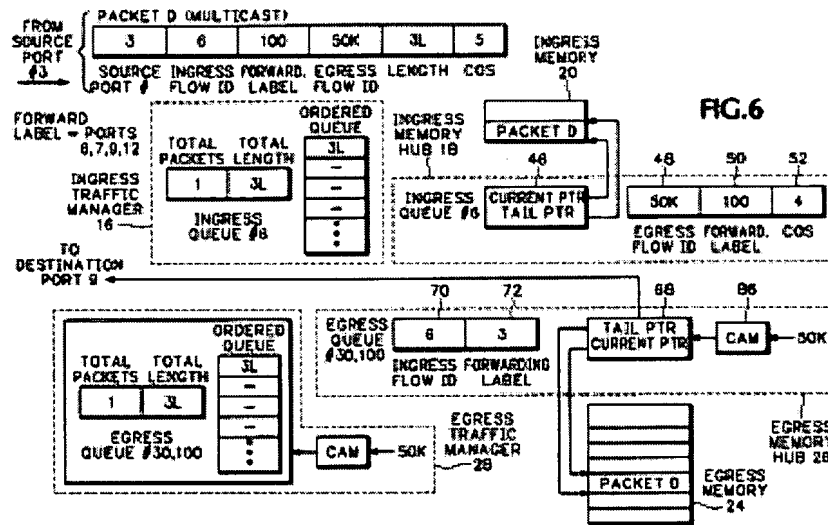 PACKET D (MULTICAST)
FROM
SOURCE
PORT
#3
3 6 100 50K 3L 5
SOURCE PORT # INGRESS FLOW ID FORWARD. LABEL EGRESS FLOW ID LENGTH COS
FORWARD
LABEL = PORTS
6,7,9,12
INGRESS
TRAFFIC
MANAGER
16
TOTAL PACKETS
TOTAL LENGTH
1 3L
INGRESS
QUEUE #6
ORDERED
QUEUE
3L
–
–
–
INGRESS
MEMORY
20
PACKET D
FIG.6
INGRESS
MEMORY
HUB 18
46
48
50
52
INGRESS
QUEUE #6
CURRENT PTR
TAIL PTR
50K 100 4
EGRESS FLOW ID
FORWARD. LABEL
COS
TO
DESTINATION
PORT 9
70
72
68
86
EGRESS
QUEUE
#30,100
6 3
INGRESS FLOW ID
FORWARDING LABEL
TAIL PTR
CURRENT PTR
CAM
50K
TOTAL PACKETS
TOTAL LENGTH
1 3L
EGRESS
QUEUE #30,100
ORDERED
QUEUE
3L
–
–
–
CAM
50K
EGRESS
TRAFFIC
MANAGER
28
PACKET D
EGRESS
MEMORY
24
EGRESS
MEMORY
HUB 26